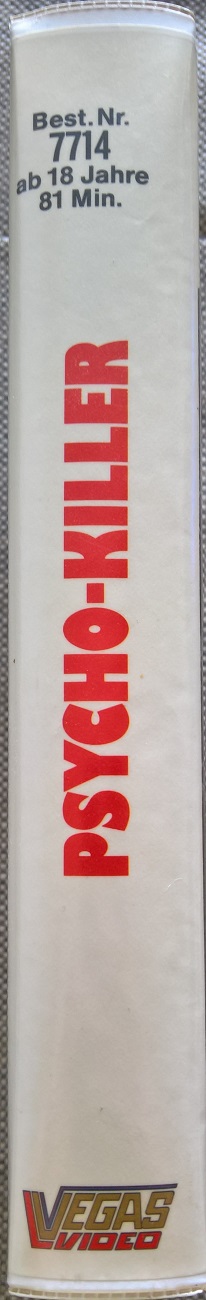 Best. Nr.
7714
ab 18 Jahre
81 Min.
PSYCHO-KILLER
VEGAS
VIDEO